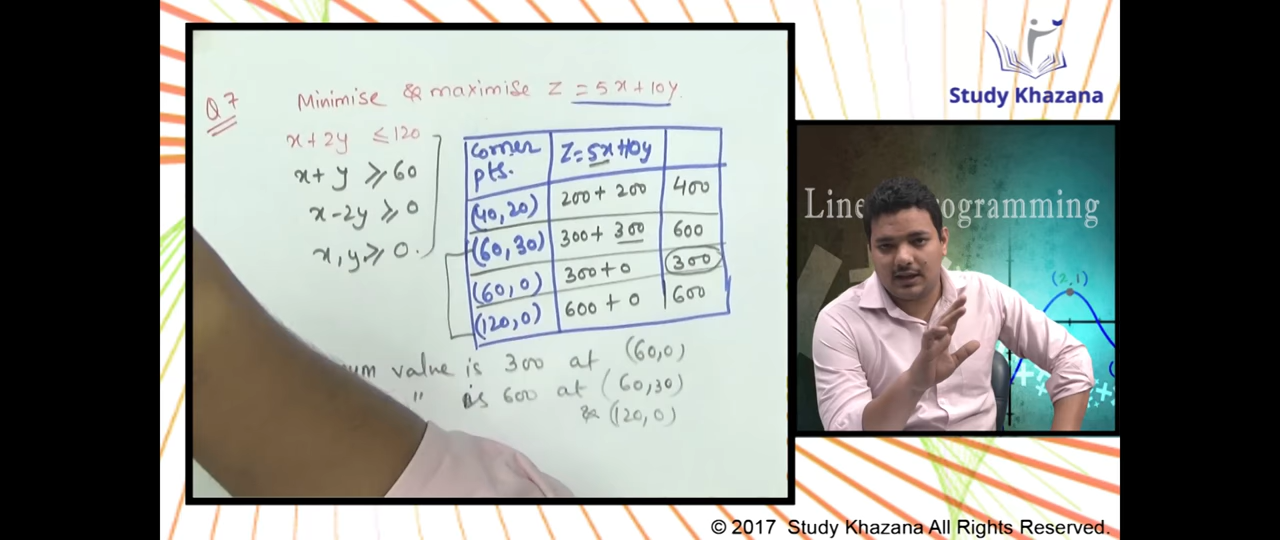 Q7 Minimise & maximise Z = 5x+10y.
x+2y ≤120
x+y ⩾60
x-2y ⩾0
x,y⩾0.
corner pts. Z=5x+10y
(40,20) 200+200 400
(60,30) 300+300 600
(60,0) 300+0 300
(120,0) 600+0 600
value is 300 at (60,0)
" is 600 at (60,30)
& (120,0)
Study Khazana
(2,1)
© 2017 Study Khazana All Rights Reserved.